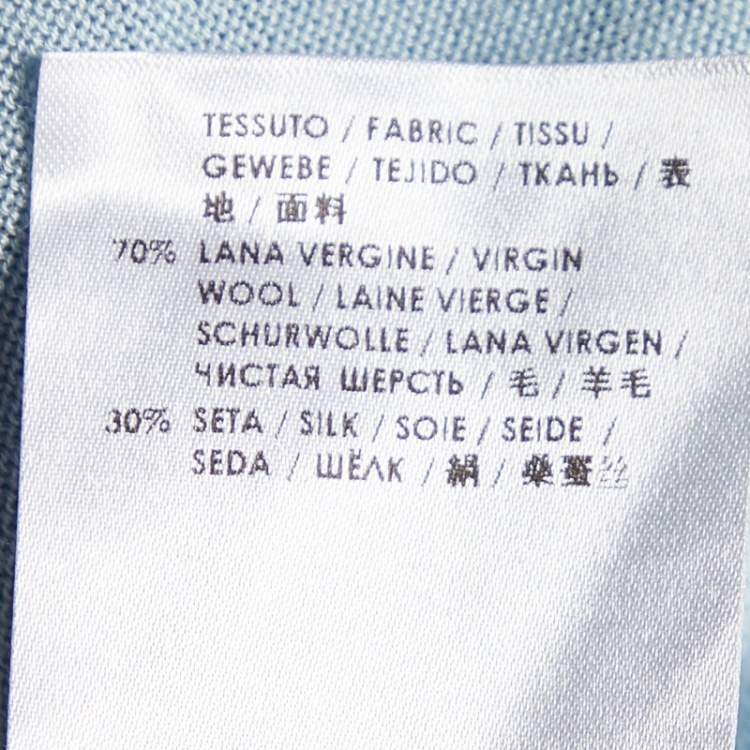 TESSUTO / FABRIC / TISSU /
GEWEBE / TEJIDO / ТКАНЬ / 表
地 / 面料
70% LANA VERGINE / VIRGIN
WOOL / LAINE VIERGE /
SCHURWOLLE / LANA VIRGEN /
ЧИСТАЯ ШЕРСТЬ / 毛 / 羊毛
30% SETA / SILK / SOIE / SEIDE /
SEDA / ШЁЛК / 絹 / 桑蚕丝